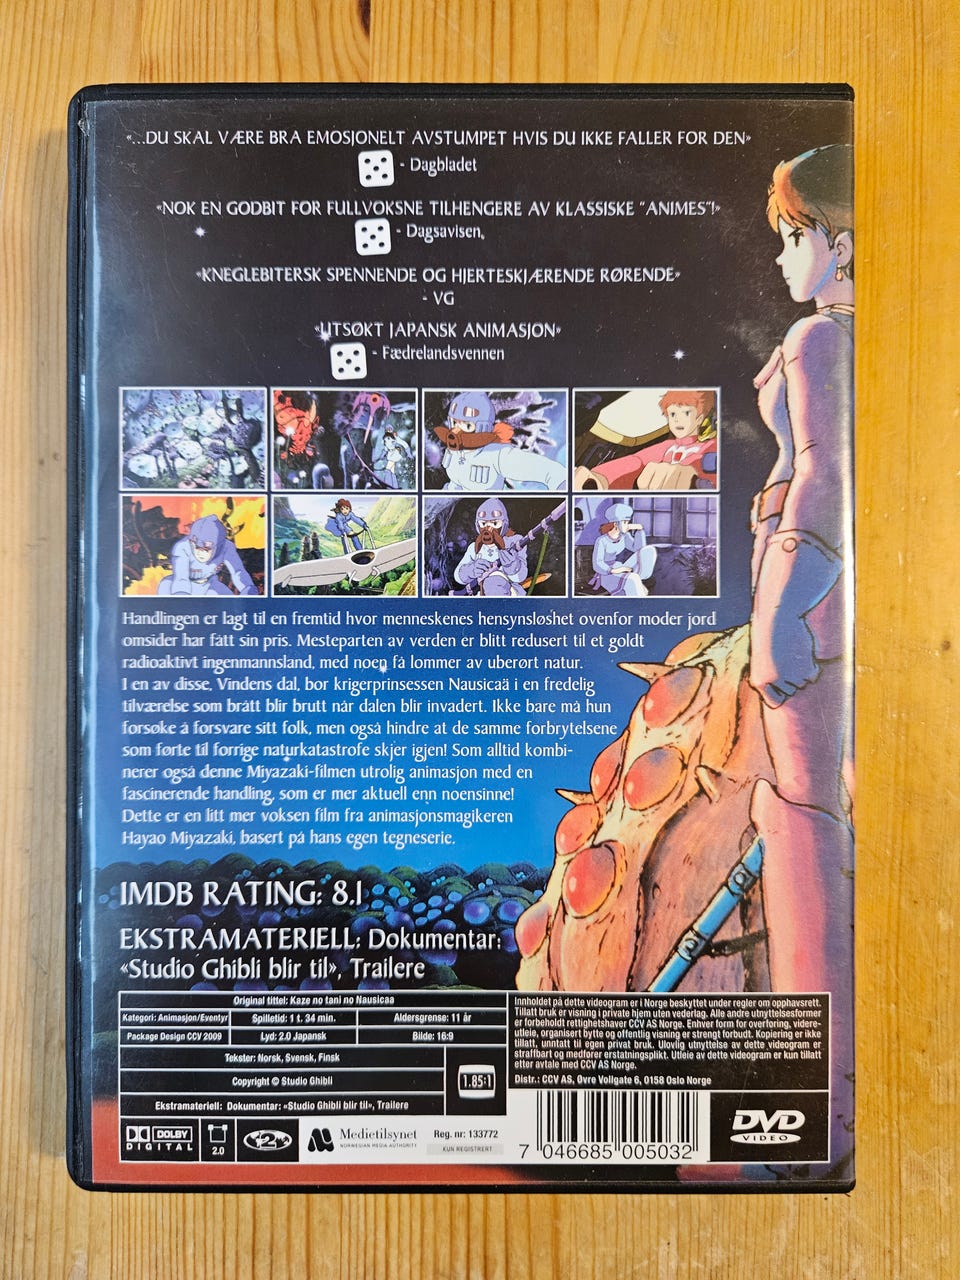 «...DU SKAL VÆRE BRA EMOSJONELT AVSTUMPET HVIS DU IKKE FALLER FOR DEN»
- Dagbladet
«NOK EN GODBIT FOR FULLVOKSNE TILHENGERE AV KLASSISKE "ANIMES"!»
- Dagsavisen,
«KNEGLEBITERSK SPENNENDE OG HJERTESKJÆRENDE RØRENDE»
- VG
«UTSØKT JAPANSK ANIMASJON»
- Fædrelandsvennen
Handlingen er lagt til en fremtid hvor menneskenes hensynsløshet ovenfor moder jord
omsider har fått sin pris. Mesteparten av verden er blitt redusert til et goldt
radioaktivt ingenmannsland, med noen få lommer av uberørt natur.
I en av disse, Vindens dal, bor krigerprinsessen Nausicaä i en fredelig
tilværelse som brått blir brutt når dalen blir invadert. Ikke bare må hun
forsøke å forsvare sitt folk, men også hindre at de samme forbrytelsene
som førte til forrige naturkatastrofe skjer igjen! Som alltid kombi-
nerer også denne Miyazaki-filmen utrolig animasjon med en
fascinerende handling, som er mer aktuell enn noensinne!
Dette er en litt mer voksen film fra animasjonsmagikeren
Hayao Miyazaki, basert på hans egen tegneserie.
IMDB RATING: 8.1
EKSTRAMATERIELL: Dokumentar:
«Studio Ghibli blir til», Trailere
Original tittel: Kaze no tani no Nausicaa
Kategori: Animasjon/Eventyr
Spilletid: 1 t. 34 min.
Aldersgrense: 11 år
Package Design CCV 2009
Lyd: 2.0 Japansk
Bilde: 16:9
Tekster: Norsk, Svensk, Finsk
Copyright © Studio Ghibli
1.85:1
Ekstramateriell: Dokumentar: «Studio Ghibli blir til», Trailere
Innholdet på dette videogram er i Norge beskyttet under regler om opphavsrett.
Tillatt bruk er visning i private hjem uten vederlag. Alle andre utnyttelsesformer
er forbeholdt rettighetshaver CCV AS Norge. Enhver form for overføring, videre-
utleie, organisert bytte og offentlig visning er strengt forbudt. Kopiering er ikke
tillatt, unntatt til egen privat bruk. Ulovlig utnyttelse av dette videogram er
straffbart og medfører erstatningsplikt. Utleie av dette videogram er kun tillatt
etter avtale med CCV AS Norge.
Distr.: CCV AS, Øvre Vollgate 6, 0158 Oslo Norge
DOLBY
DIGITAL
2.0
2
Medietilsynet
NORWEGIAN MEDIA AUTHORITY
Reg. nr: 133772
KUN REGISTRERT
7 046685 005032
DVD
VIDEO